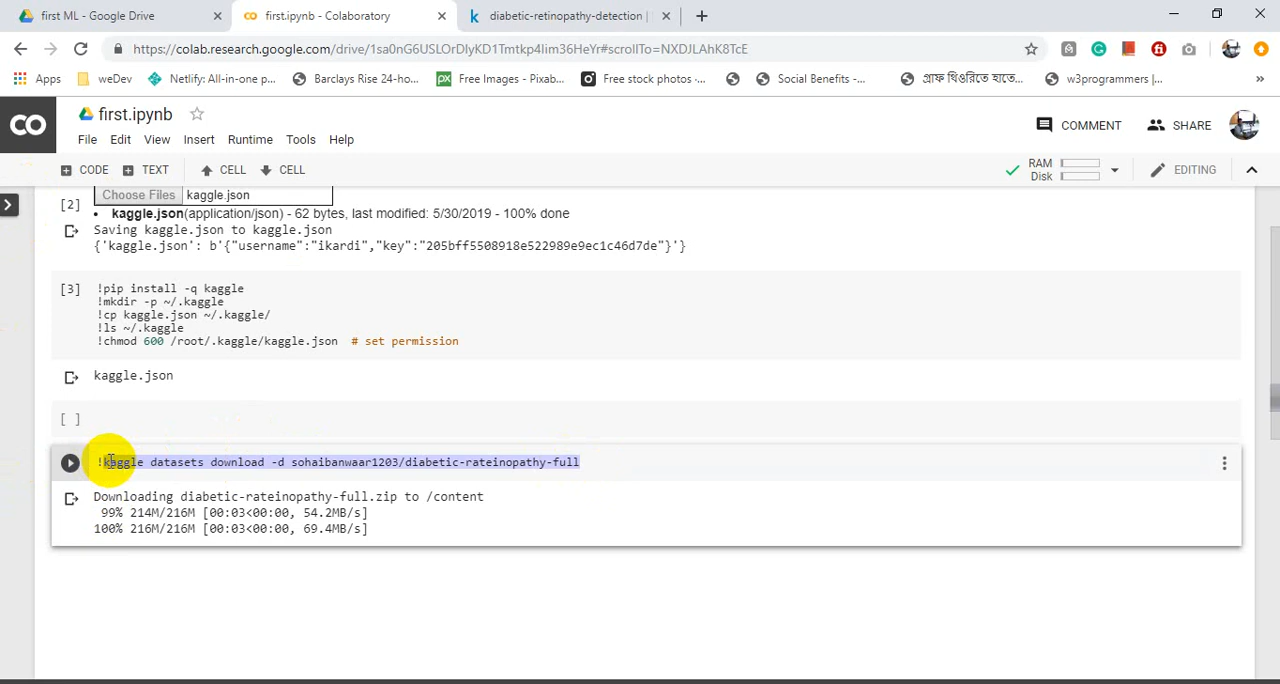 first ML - Google Drive
first.ipynb - Colaboratory
diabetic-retinopathy-detection |
https://colab.research.google.com/drive/1sa0nG6USLOrDlyKD1Tmtkp4Iim36HeYr#scrollTo=NXDJLAhK8TcE
Apps
weDev
Netlify: All-in-one p...
Barclays Rise 24-ho...
Free Images - Pixab...
Free stock photos ·...
Social Benefits -...
গ্রাফ থিওরিতে হাতে...
w3programmers |...
»
CO
first.ipynb
COMMENT
SHARE
File Edit View Insert Runtime Tools Help
CODE TEXT CELL CELL
RAM
Disk
EDITING
[2]
Choose Files kaggle.json
• kaggle.json(application/json) - 62 bytes, last modified: 5/30/2019 - 100% done
Saving kaggle.json to kaggle.json
{'kaggle.json': b'{"username":"ikardi","key":"205bff5508918e522989e9ec1c46d7de"}'}
[3] !pip install -q kaggle
!mkdir -p ~/.kaggle
!cp kaggle.json ~/.kaggle/
!ls ~/.kaggle
!chmod 600 /root/.kaggle/kaggle.json # set permission
kaggle.json
[ ]
!kaggle datasets download -d sohaibanwaar1203/diabetic-rateinopathy-full
Downloading diabetic-rateinopathy-full.zip to /content
99% 214M/216M [00:03<00:00, 54.2MB/s]
100% 216M/216M [00:03<00:00, 69.4MB/s]